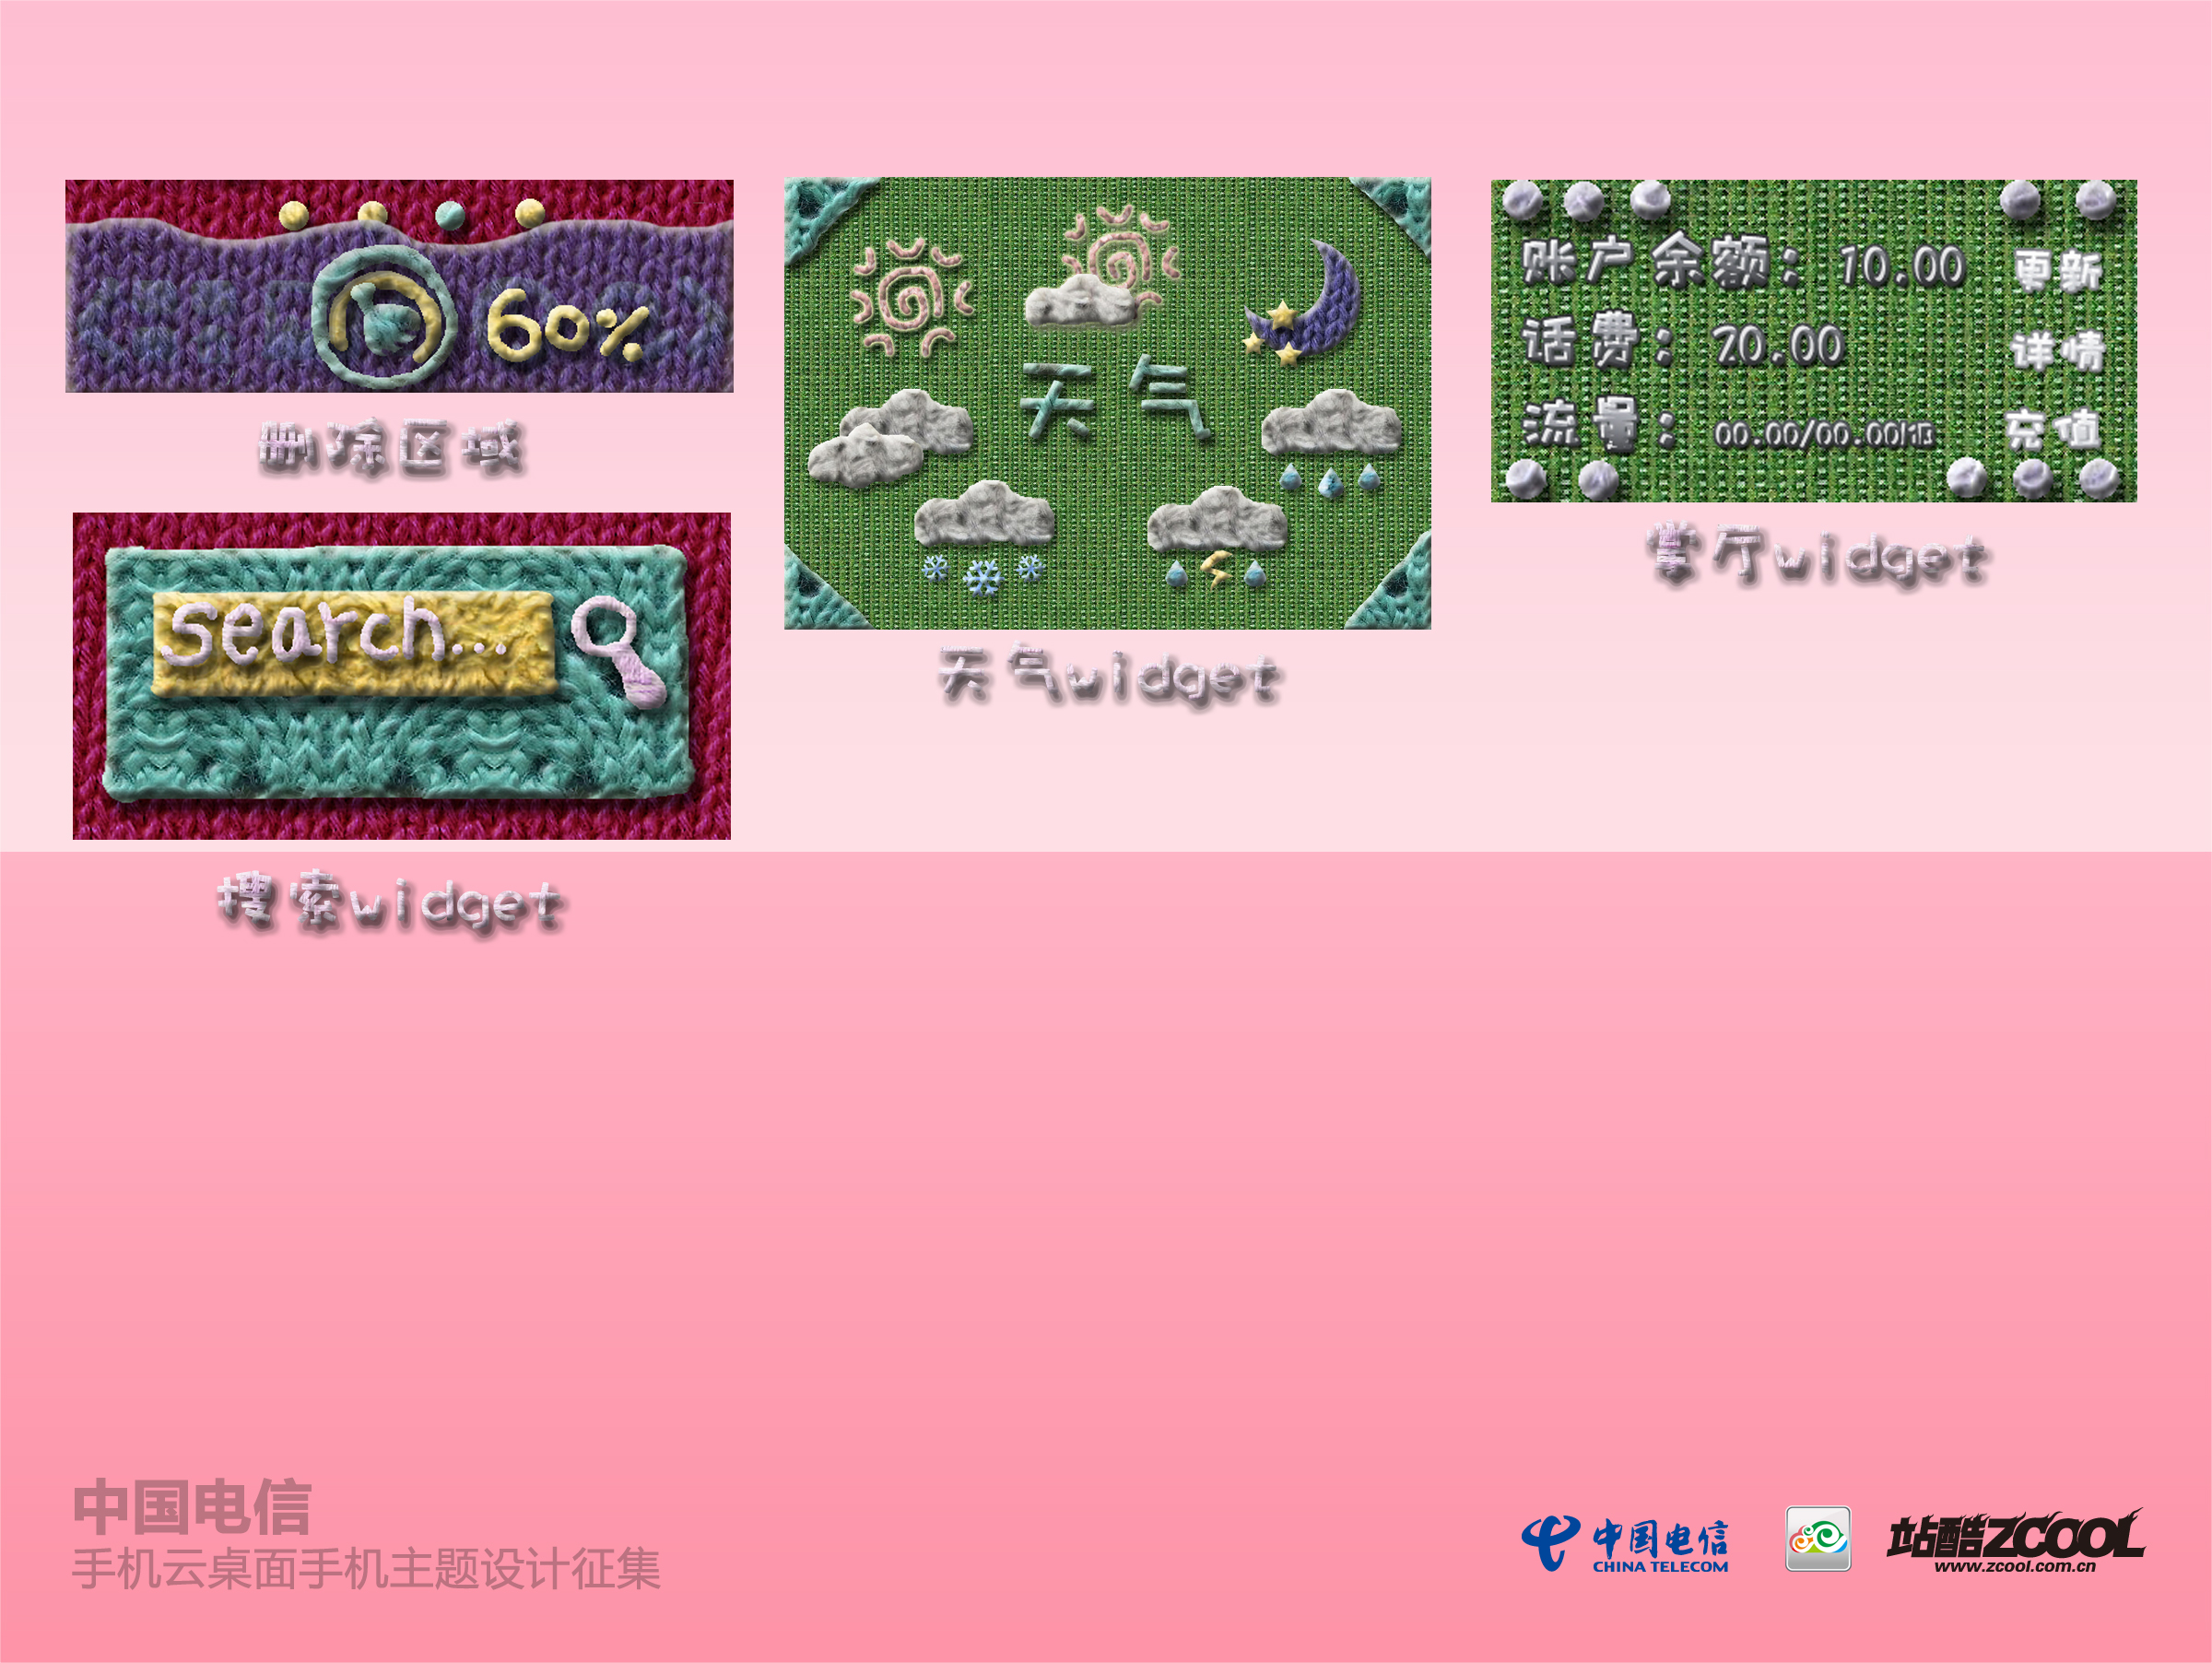 60%
删除区域
Search...
搜索widget
天气
天气widget
账户余额：10.00 更新
话费：20.00 详情
流量：00.00/00.00MB 充值
掌厅widget
中国电信
手机云桌面手机主题设计征集
中国电信
CHINA TELECOM
站酷ZCOOL
www.zcool.com.cn